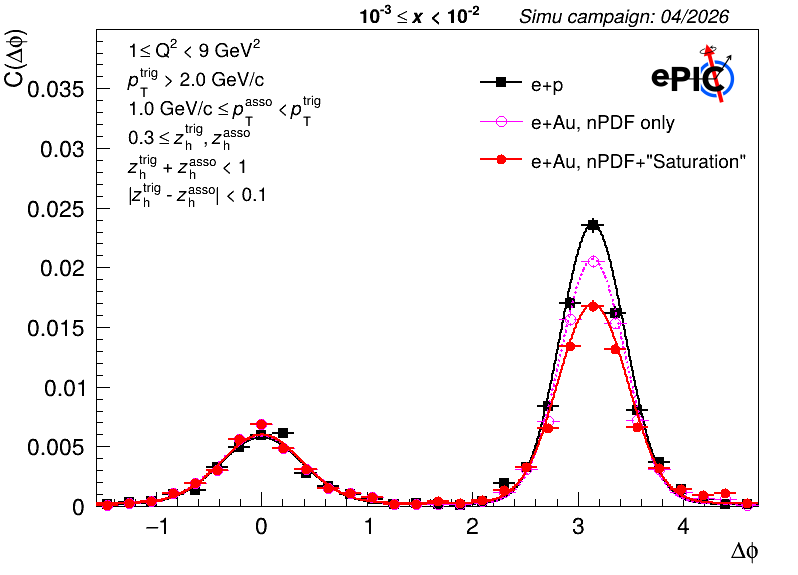 10⁻³ ≤ x < 10⁻² Simu campaign: 04/2026
C(Δϕ)
1≤ Q² < 9 GeV²
p_T^trig > 2.0 GeV/c
1.0 GeV/c ≤ p_T^asso < p_T^trig
0.3 ≤ z_h^trig, z_h^asso
z_h^trig + z_h^asso < 1
|z_h^trig - z_h^asso| < 0.1
ePIC
e+p
e+Au, nPDF only
e+Au, nPDF+"Saturation"
0.035
0.03
0.025
0.02
0.015
0.01
0.005
0
−1 0 1 2 3 4
Δϕ